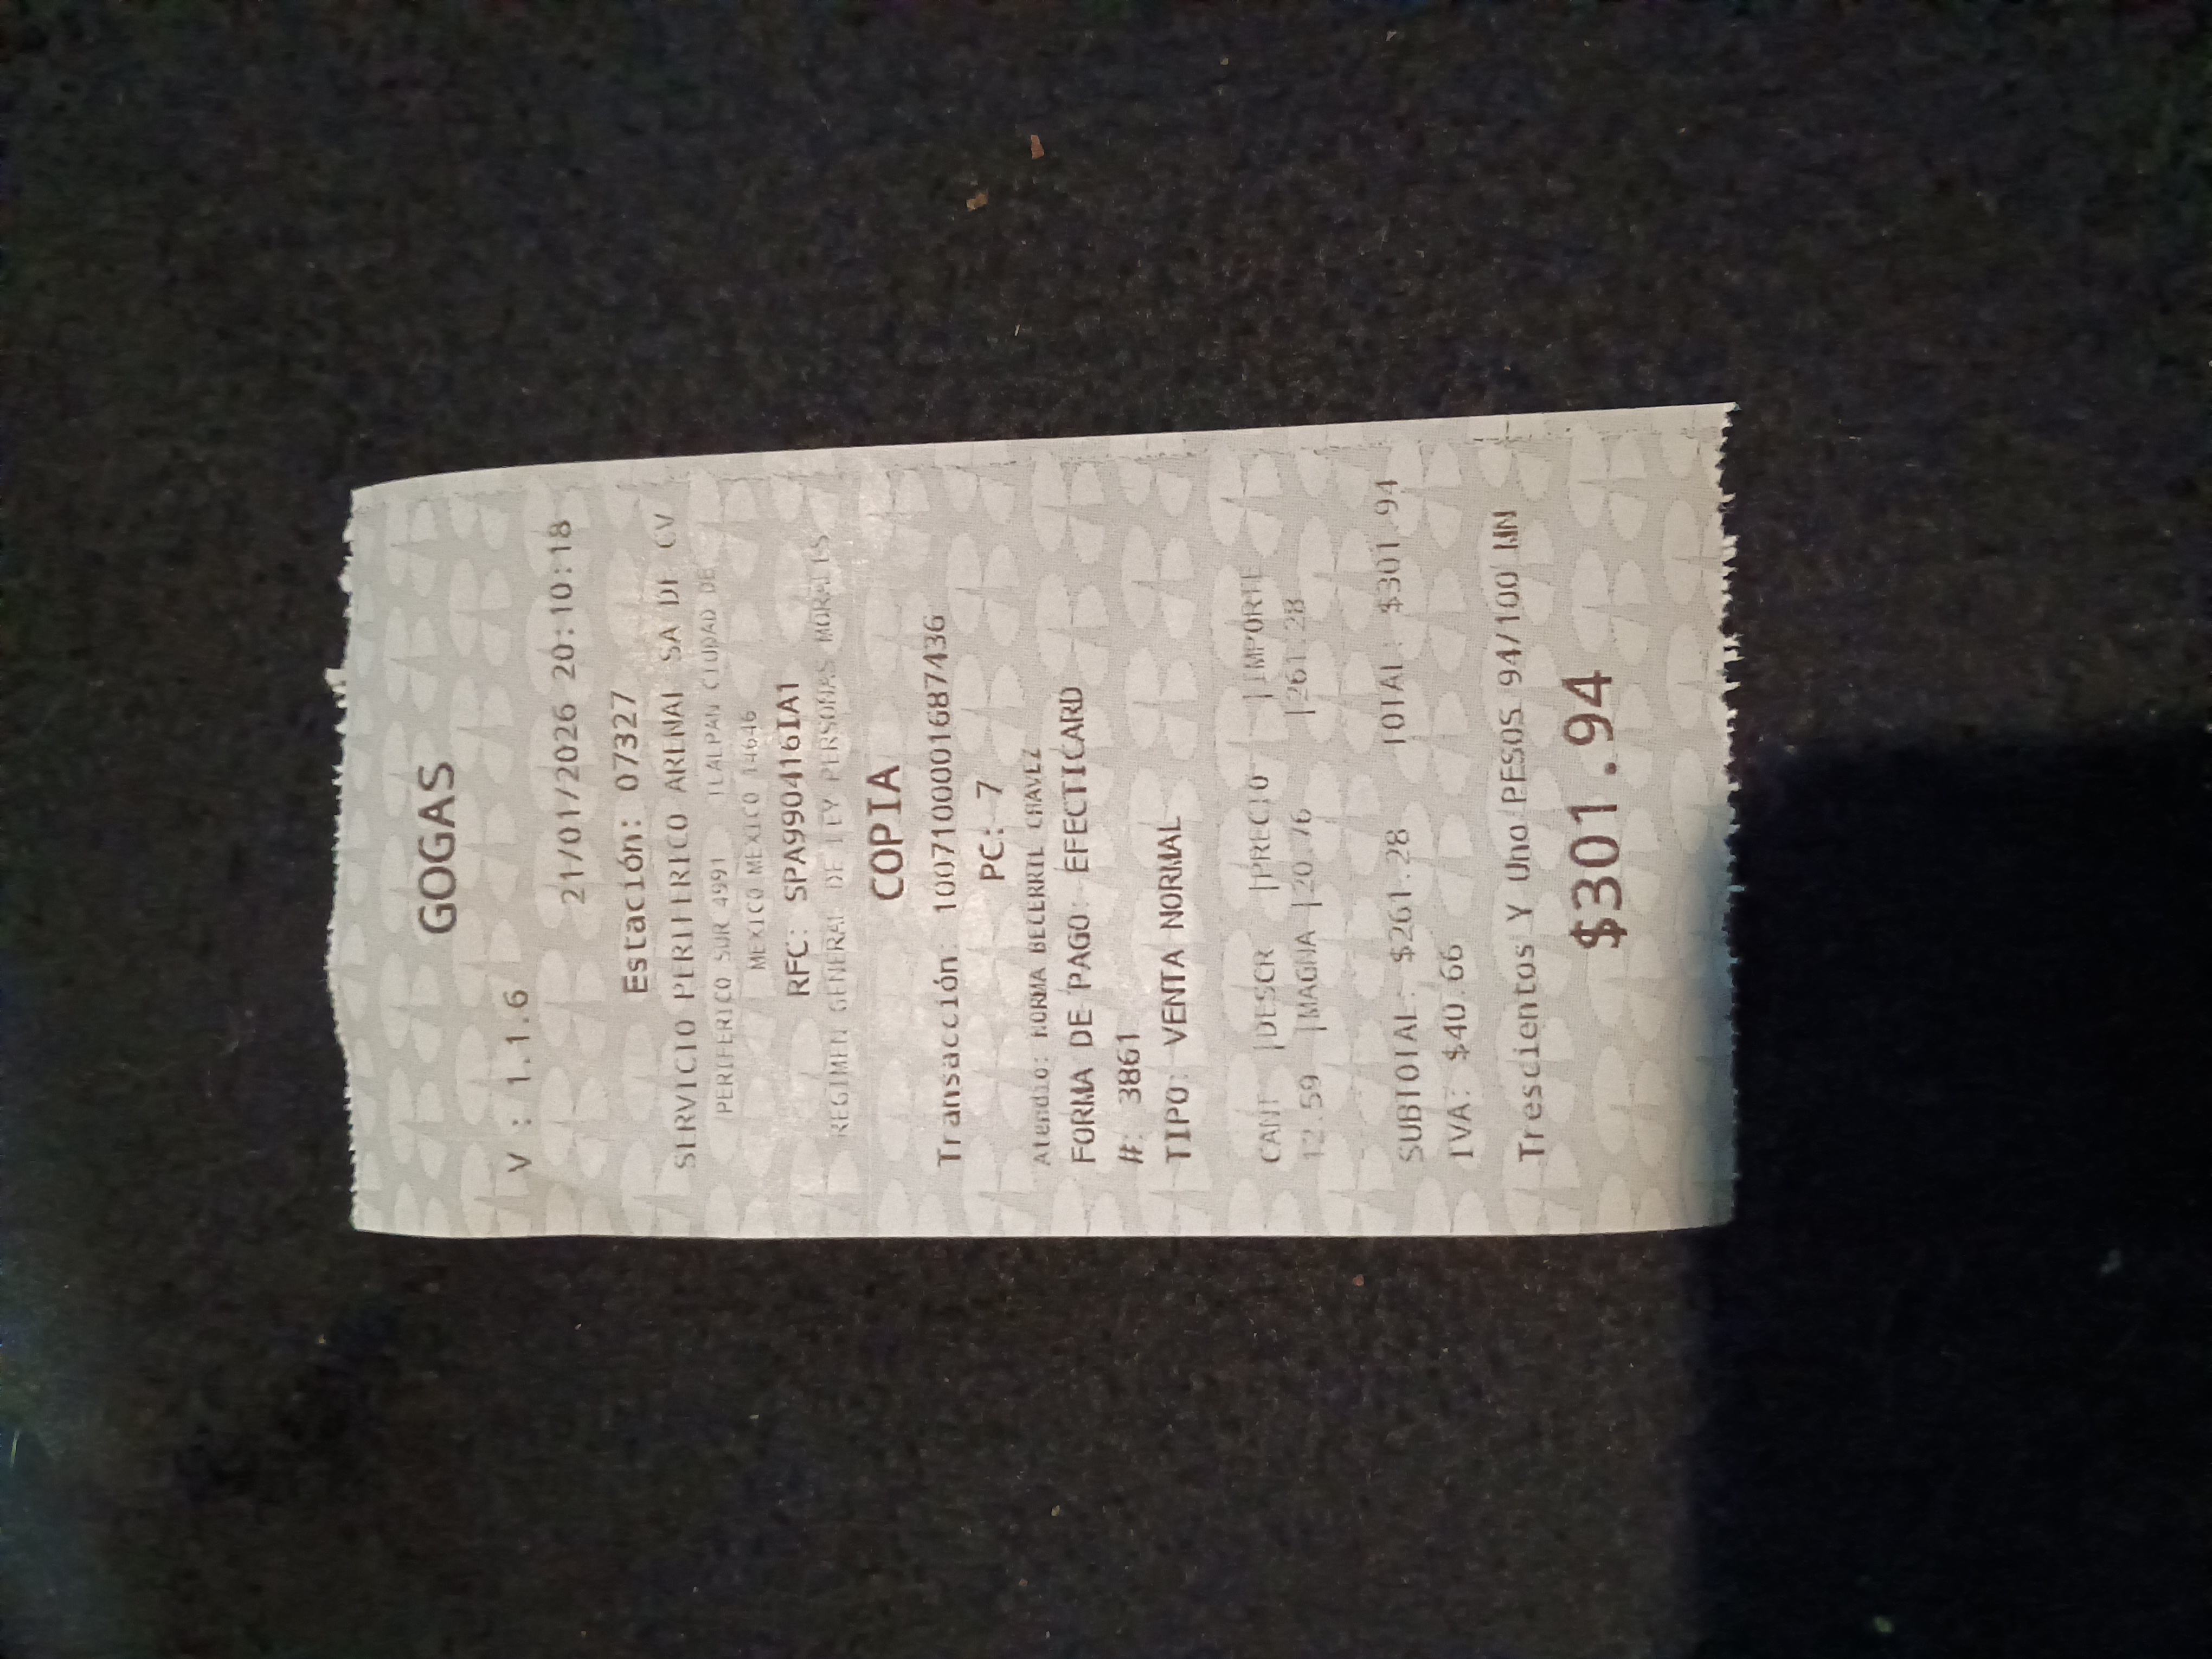 GOGAS
V : 1.1.6
21/01/2026 20:10:18
Estación: 07327
SERVICIO PERIFERICO ARENAL SA DE CV
PERIFERICO SUR 4991 TLALPAN CIUDAD DE
MEXICO MEXICO 14646
RFC: SPA990416IA1
REGIMEN GENERAL DE LEY PERSONAS MORALES
COPIA
Transacción: 10071000001687436
PC: 7
Atendio: NORMA BECERRIL CHAVEZ
FORMA DE PAGO: EFECTICARD
#: 3861
TIPO: VENTA NORMAL
CANT |DESCR |PRECIO |IMPORTE
12.59 |MAGNA |20.76 |261.28
SUBTOTAL: $261.28 TOTAL: $301.94
IVA: $40.66
Trescientos Y Uno PESOS 94/100 MN
$301.94